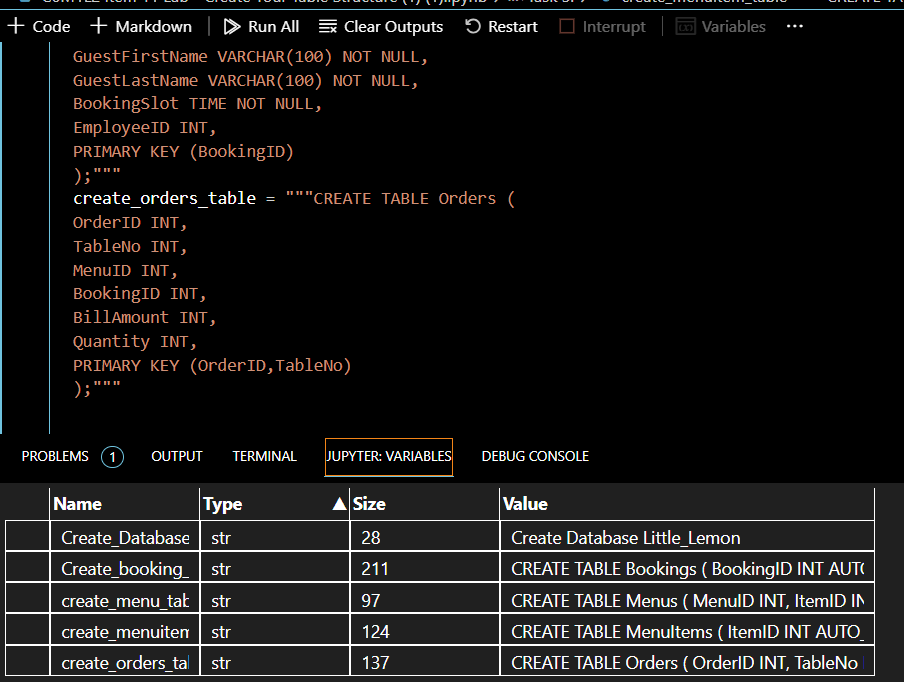 Code Markdown Run All Clear Outputs Restart Interrupt Variables ...
GuestFirstName VARCHAR(100) NOT NULL,
GuestLastName VARCHAR(100) NOT NULL,
BookingSlot TIME NOT NULL,
EmployeeID INT,
PRIMARY KEY (BookingID)
);"""
create_orders_table = """CREATE TABLE Orders (
OrderID INT,
TableNo INT,
MenuID INT,
BookingID INT,
BillAmount INT,
Quantity INT,
PRIMARY KEY (OrderID,TableNo)
);"""
PROBLEMS 1 OUTPUT TERMINAL JUPYTER: VARIABLES DEBUG CONSOLE
Name Type ▲ Size Value
Create_Database str 28 Create Database Little_Lemon
Create_booking_ str 211 CREATE TABLE Bookings ( BookingID INT AUTO
create_menu_tab str 97 CREATE TABLE Menus ( MenuID INT, ItemID IN
create_menuitem str 124 CREATE TABLE MenuItems ( ItemID INT AUTO_
create_orders_tal str 137 CREATE TABLE Orders ( OrderID INT, TableNo